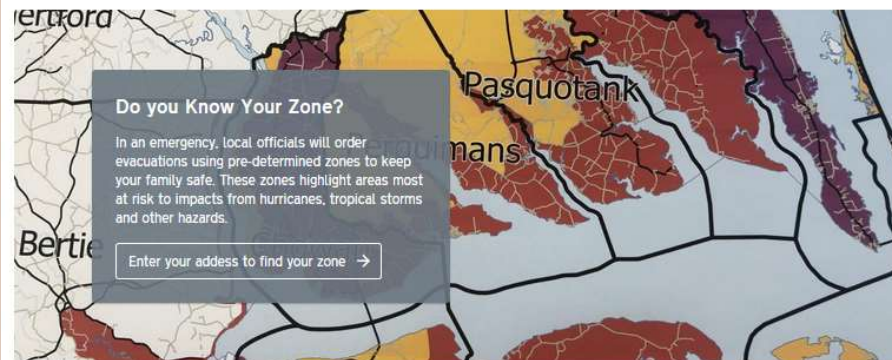 ertford
Pasquotank
Do you Know Your Zone?
In an emergency, local officials will order
evacuations using pre-determined zones to keep
your family safe. These zones highlight areas most
at risk to impacts from hurricanes, tropical storms
and other hazards.
mans
Bertie
Enter your addess to find your zone →